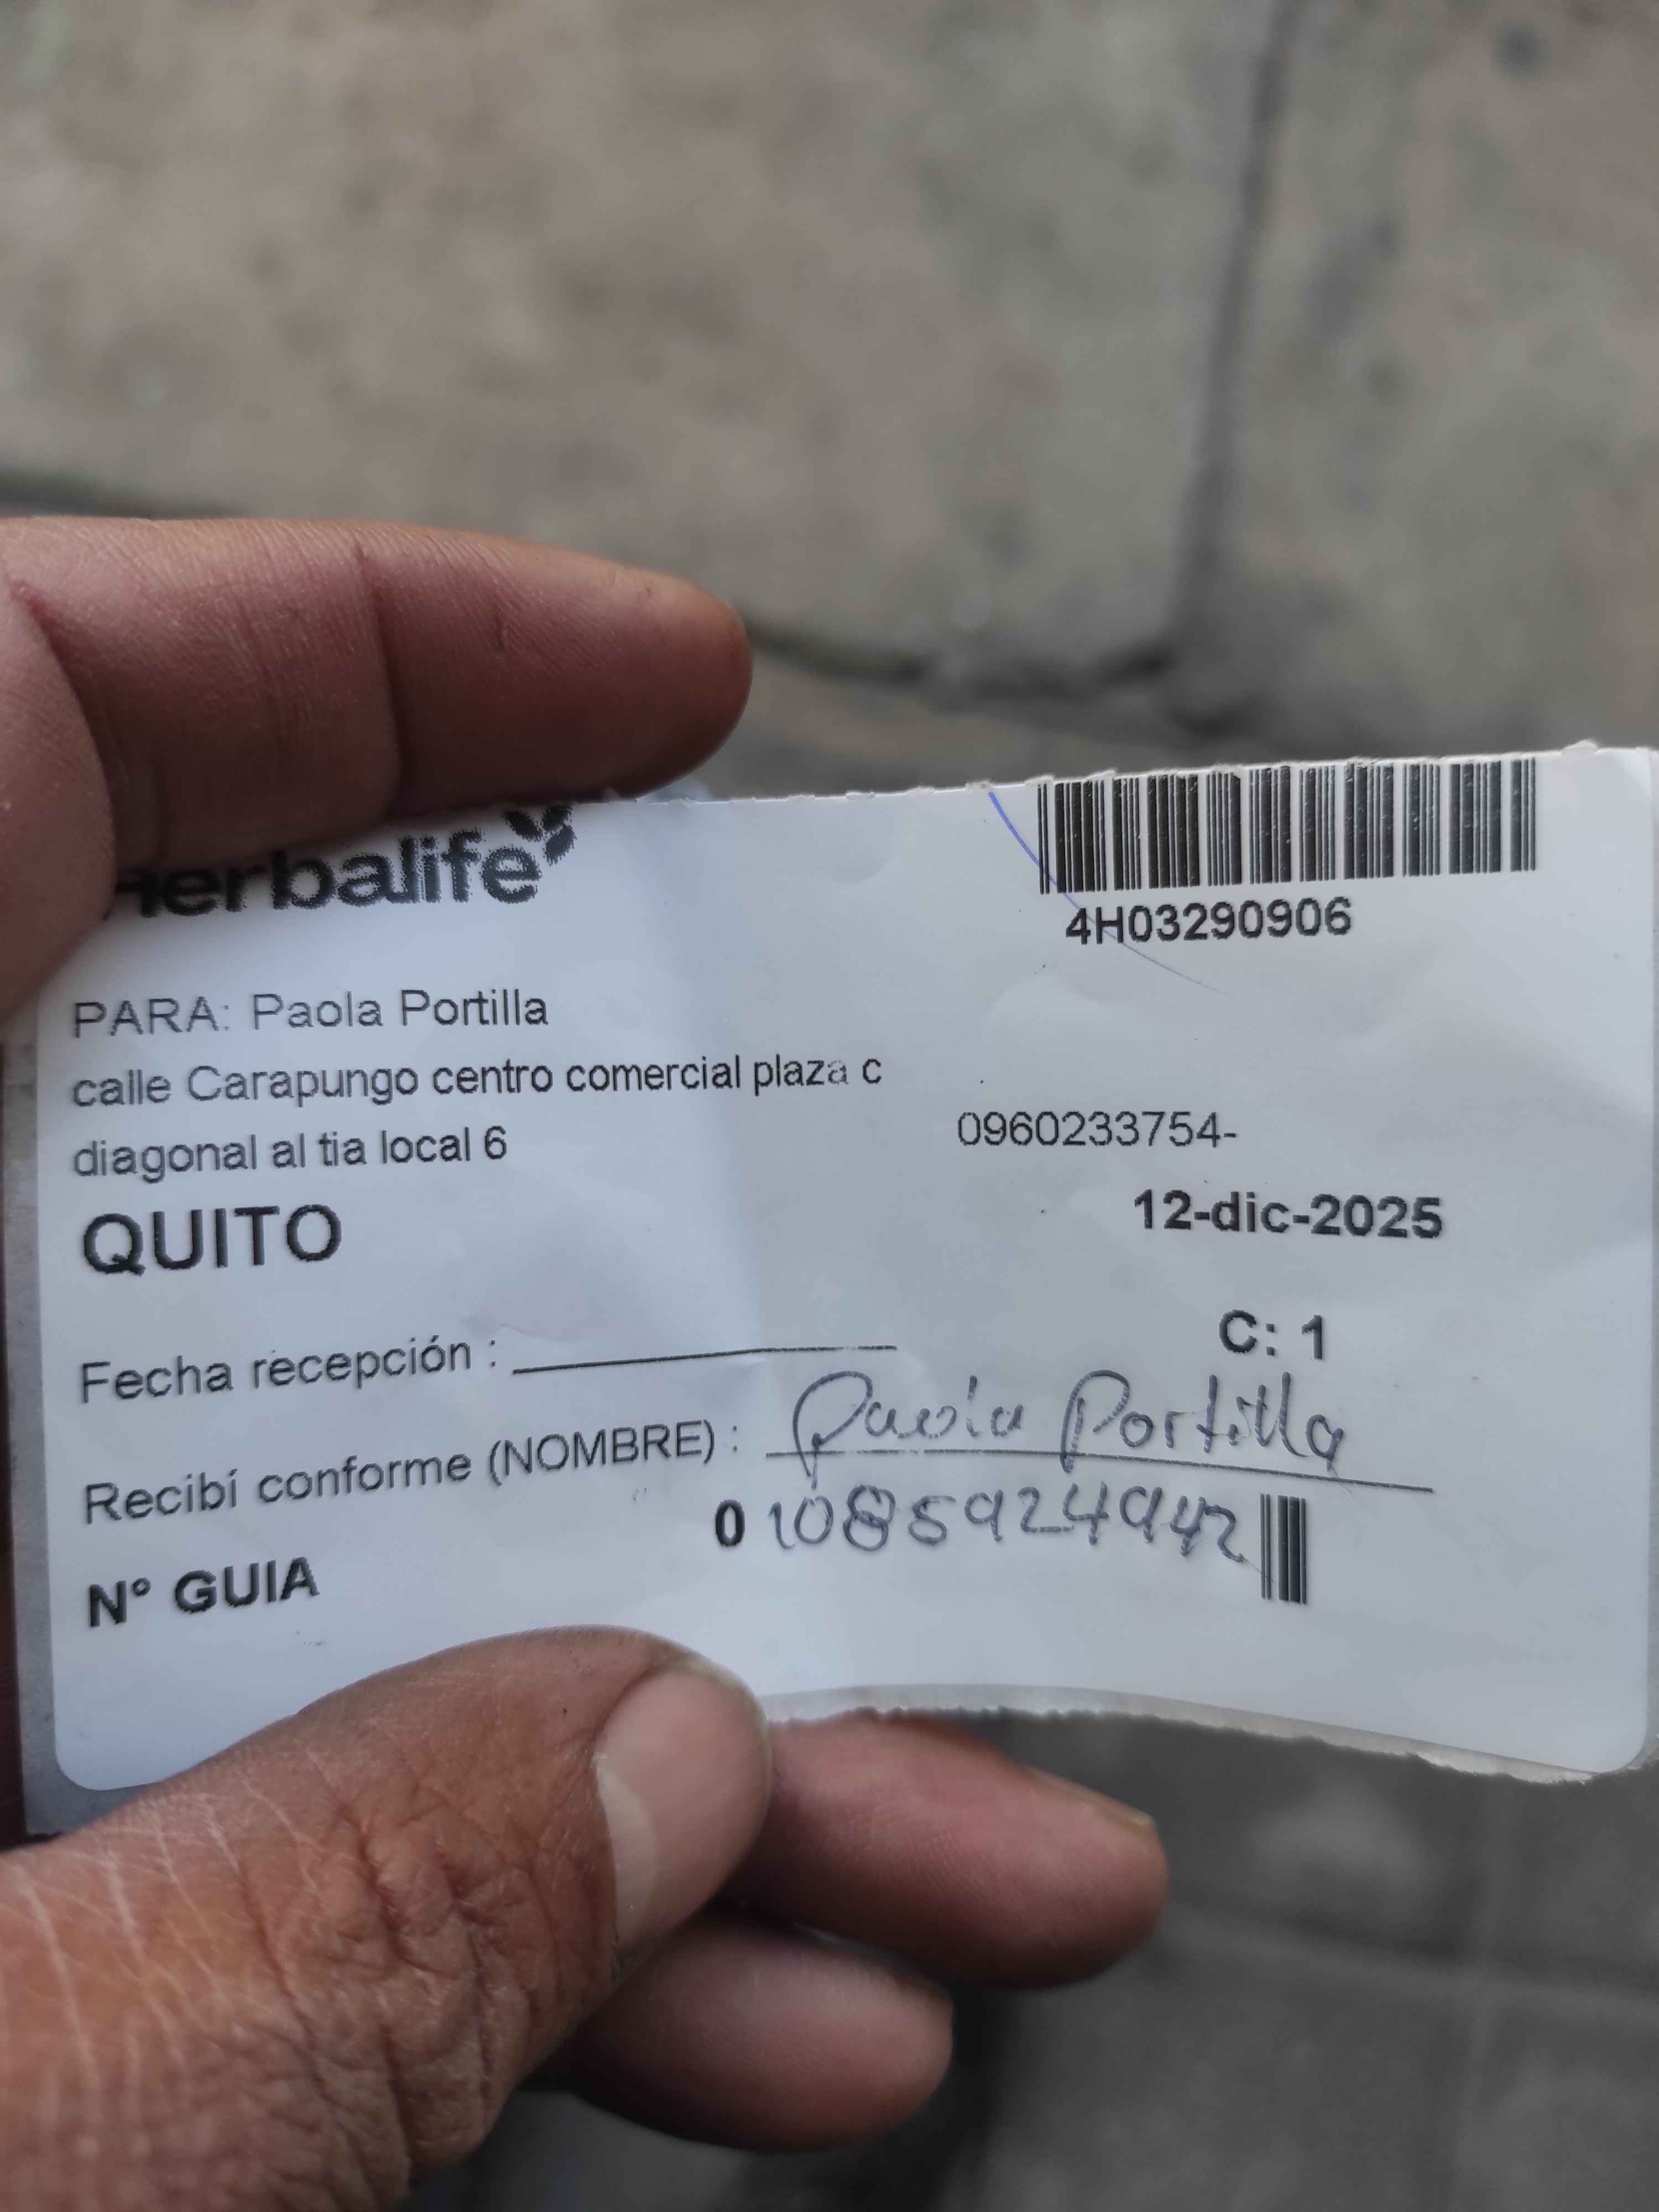 Herbalife
4H03290906
PARA: Paola Portilla
calle Carapungo centro comercial plaza c
diagonal al tia local 6
0960233754-
QUITO
12-dic-2025
C: 1
Fecha recepción :
Recibí conforme (NOMBRE) : Paola Portilla
0 1085924942
N° GUIA